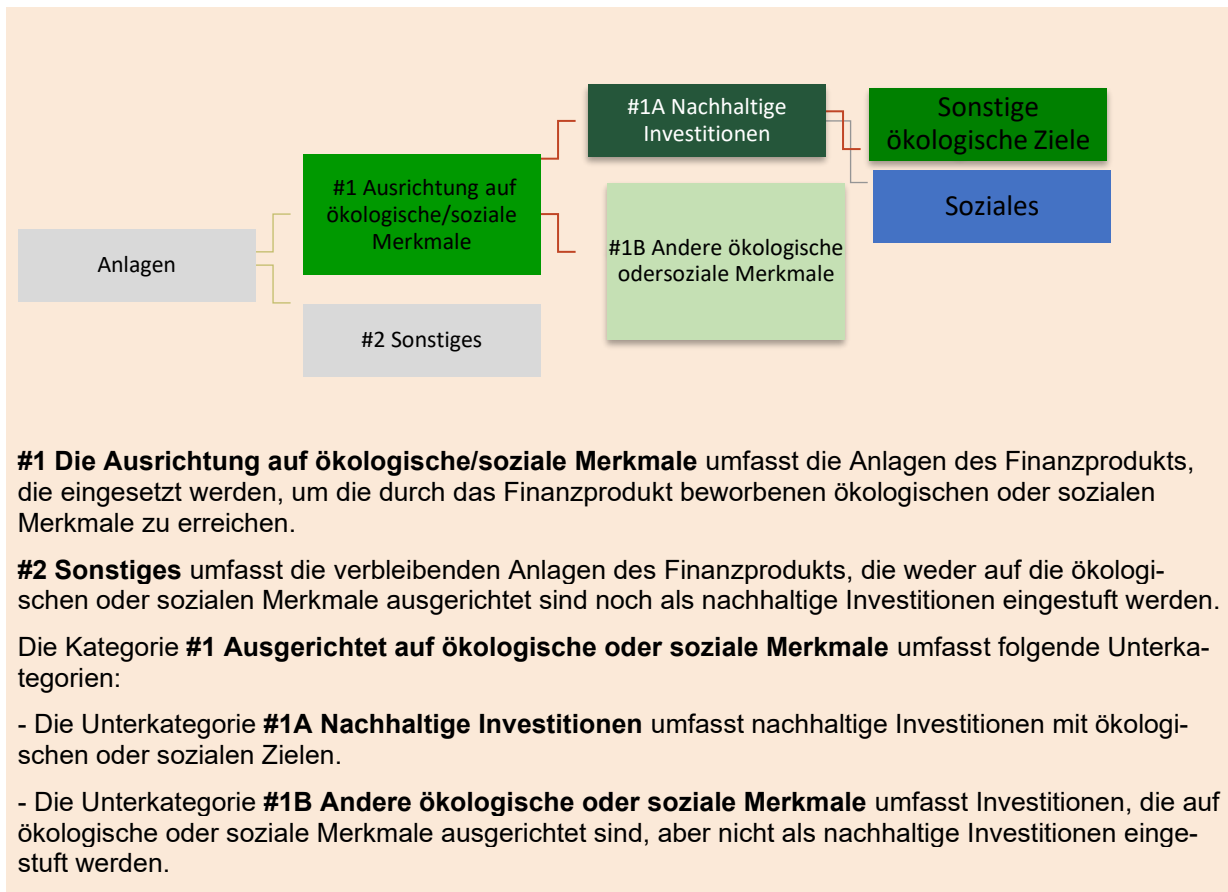 #1A Nachhaltige
Investitionen
Sonstige
ökologische Ziele
#1 Ausrichtung auf
ökologische/soziale
Merkmale
Soziales
Anlagen
#1B Andere ökologische
odersoziale Merkmale
#2 Sonstiges
#1 Die Ausrichtung auf ökologische/soziale Merkmale umfasst die Anlagen des Finanzprodukts,
die eingesetzt werden, um die durch das Finanzprodukt beworbenen ökologischen oder sozialen
Merkmale zu erreichen.
#2 Sonstiges umfasst die verbleibenden Anlagen des Finanzprodukts, die weder auf die ökologi-
schen oder sozialen Merkmale ausgerichtet sind noch als nachhaltige Investitionen eingestuft werden.
Die Kategorie #1 Ausgerichtet auf ökologische oder soziale Merkmale umfasst folgende Unterka-
tegorien:
- Die Unterkategorie #1A Nachhaltige Investitionen umfasst nachhaltige Investitionen mit ökologi-
schen oder sozialen Zielen.
- Die Unterkategorie #1B Andere ökologische oder soziale Merkmale umfasst Investitionen, die auf
ökologische oder soziale Merkmale ausgerichtet sind, aber nicht als nachhaltige Investitionen einge-
stuft werden.